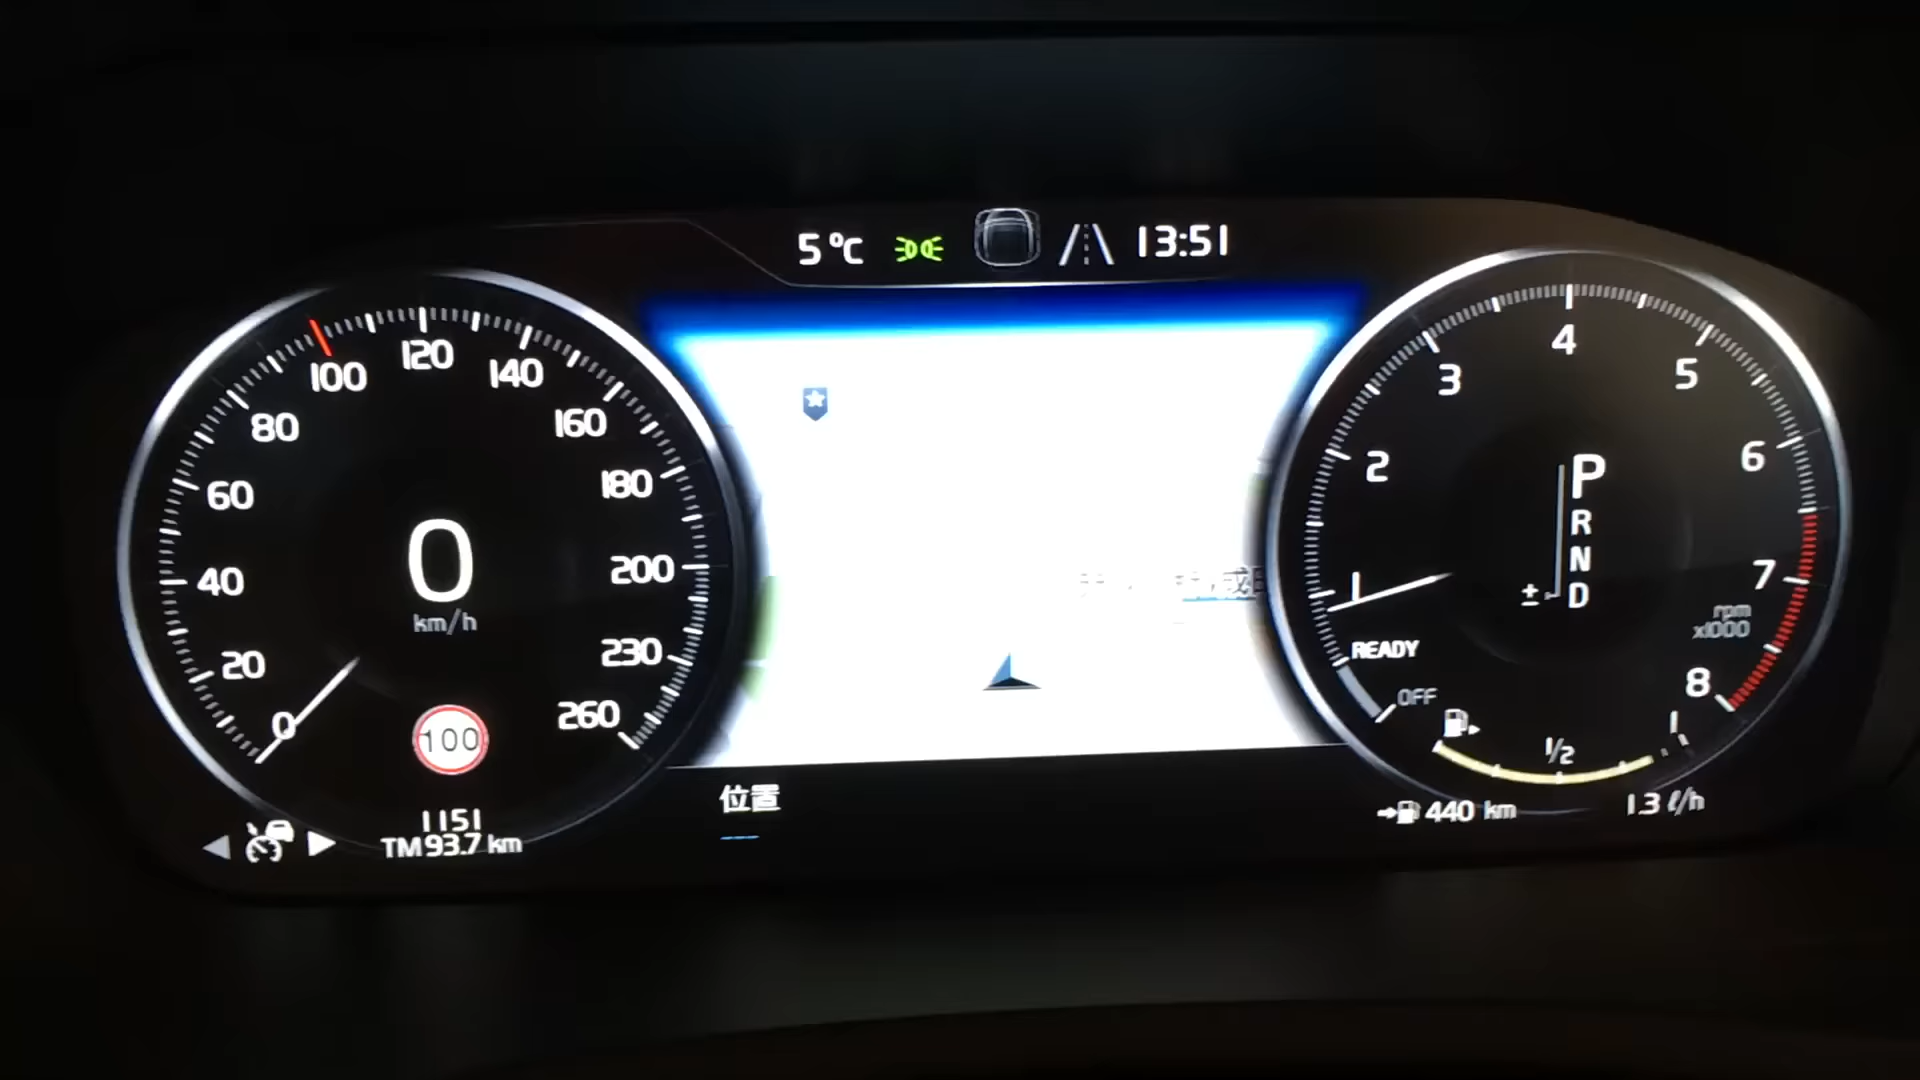 5 °C
13:51
0
20
40
60
80
100
120
140
160
180
200
230
260
0
km/h
100
1151
TM 93.7 km
位置
1
2
3
4
5
6
7
8
rpm
x1000
P
R
N
D
±
READY
OFF
1/2
1
440 km
1.3 ℓ/h